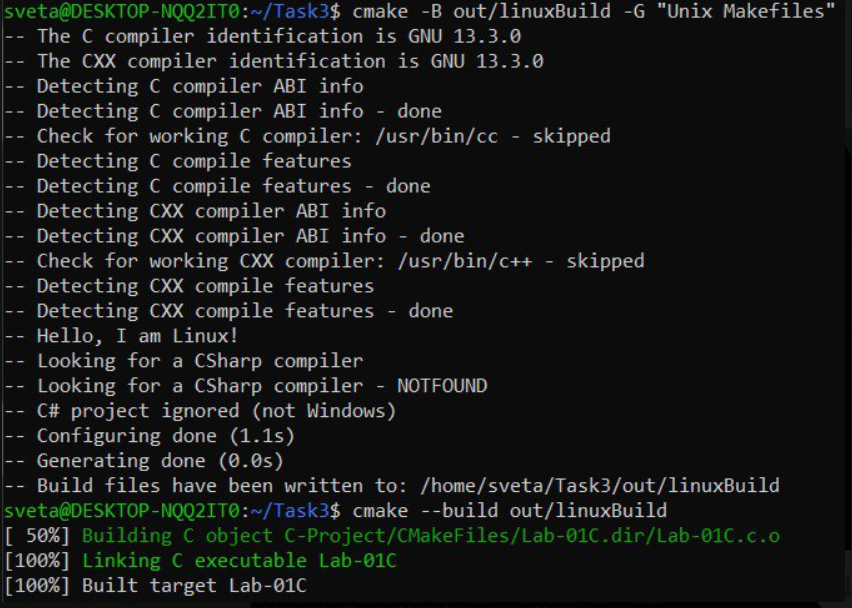 sveta@DESKTOP-NQQ2IT0:~/Task3$ cmake -B out/linuxBuild -G "Unix Makefiles"
-- The C compiler identification is GNU 13.3.0
-- The CXX compiler identification is GNU 13.3.0
-- Detecting C compiler ABI info
-- Detecting C compiler ABI info - done
-- Check for working C compiler: /usr/bin/cc - skipped
-- Detecting C compile features
-- Detecting C compile features - done
-- Detecting CXX compiler ABI info
-- Detecting CXX compiler ABI info - done
-- Check for working CXX compiler: /usr/bin/c++ - skipped
-- Detecting CXX compile features
-- Detecting CXX compile features - done
-- Hello, I am Linux!
-- Looking for a CSharp compiler
-- Looking for a CSharp compiler - NOTFOUND
-- C# project ignored (not Windows)
-- Configuring done (1.1s)
-- Generating done (0.0s)
-- Build files have been written to: /home/sveta/Task3/out/linuxBuild
sveta@DESKTOP-NQQ2IT0:~/Task3$ cmake --build out/linuxBuild
[ 50%] Building C object C-Project/CMakeFiles/Lab-01C.dir/Lab-01C.c.o
[100%] Linking C executable Lab-01C
[100%] Built target Lab-01C